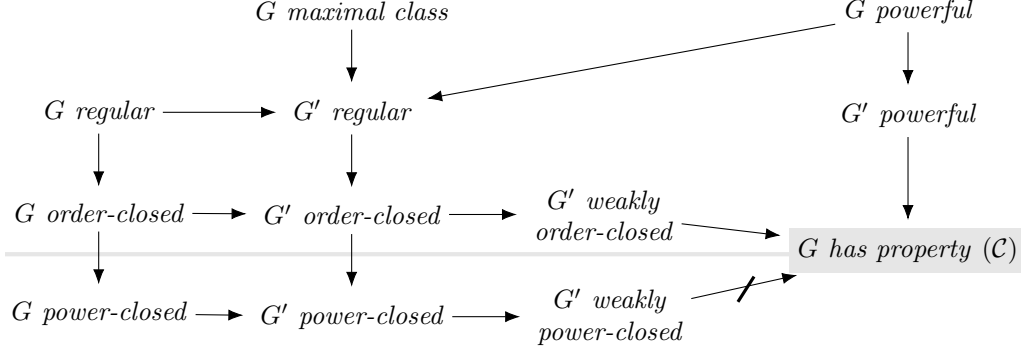 G maximal class
G powerful
G regular
G′ regular
G′ powerful
G order-closed
G′ order-closed
G′ weakly
order-closed
G has property (𝒞)
G power-closed
G′ power-closed
G′ weakly
power-closed